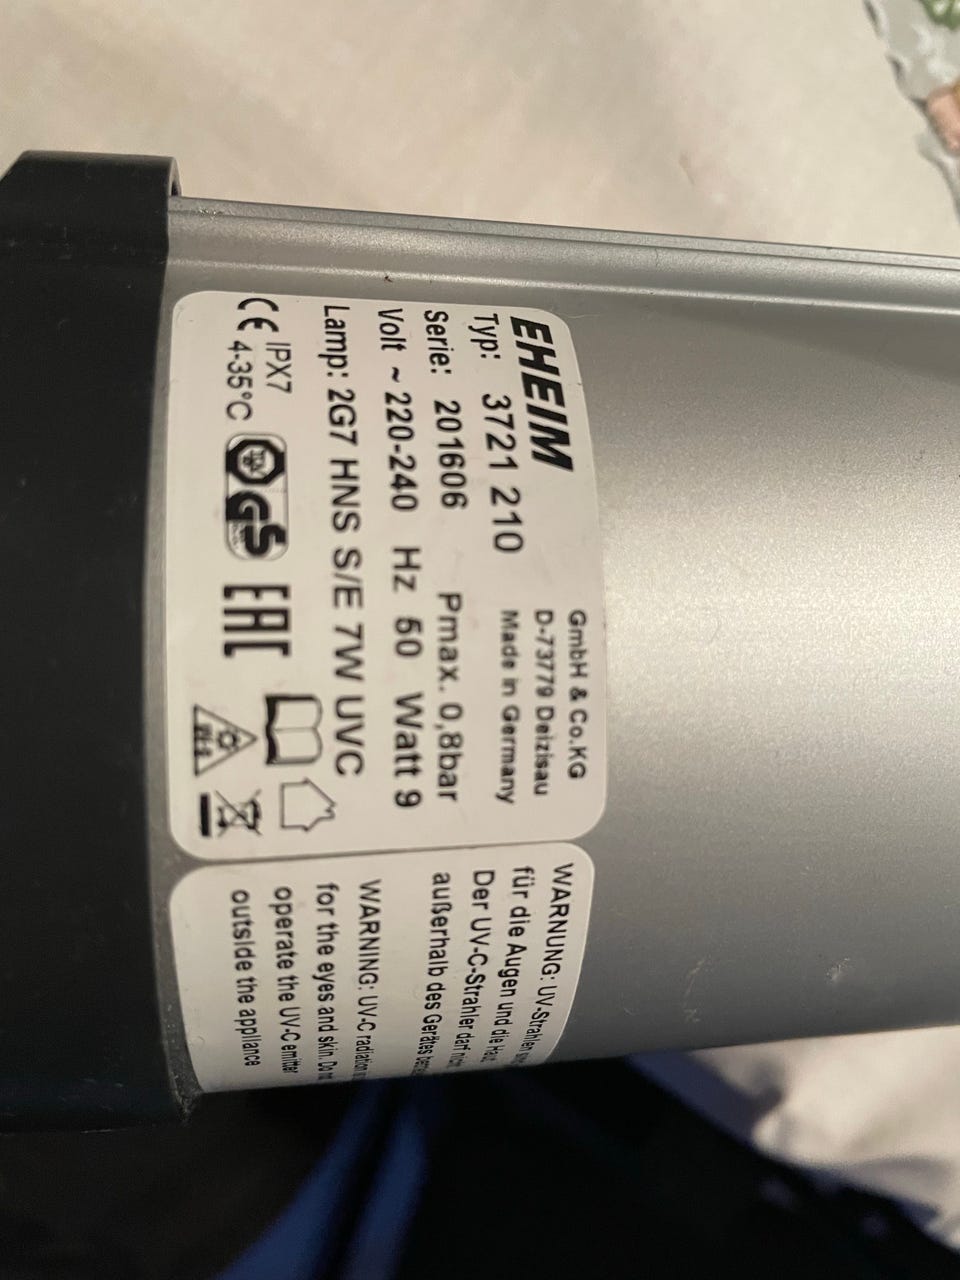 EHEIM
GmbH & Co.KG
D-73779 Deizisau
Made in Germany
Typ: 3721 210
Serie: 201606 Pmax. 0,8bar
Volt ~ 220-240 Hz 50 Watt 9
Lamp: 2G7 HNS S/E 7W UVC
CE IPX7
4-35°C
TÜV GS EAC
WARNUNG: UV-Strahlen
für die Augen und die
Der UV-C-Strahler darf
außerhalb des Gerätes
WARNING: UV-C radiation
for the eyes and skin. Do
operate the UV-C emitter
outside the appliance